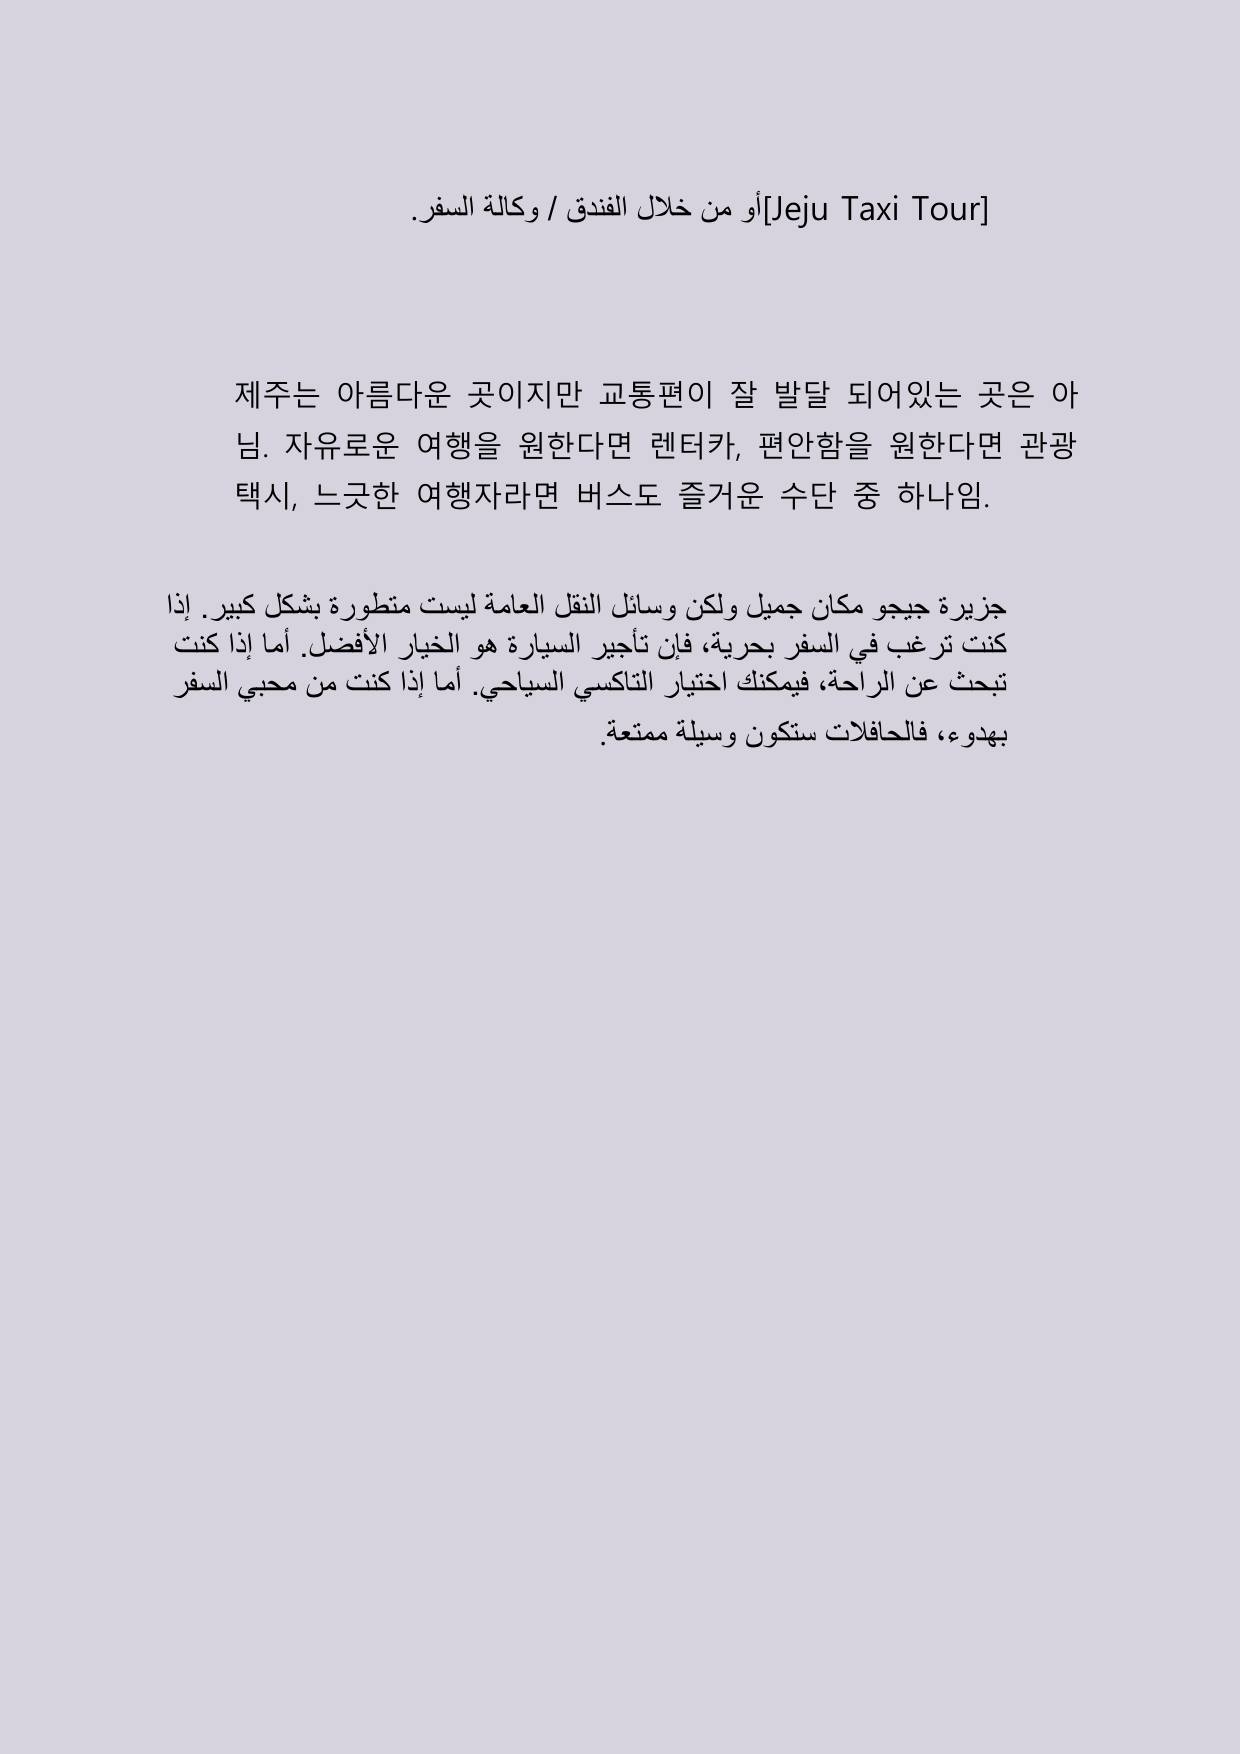 [Jeju Taxi Tour]أو من خلال الفندق / وكالة السفر.
제주는 아름다운 곳이지만 교통편이 잘 발달 되어있는 곳은 아
님. 자유로운 여행을 원한다면 렌터카, 편안함을 원한다면 관광
택시, 느긋한 여행자라면 버스도 즐거운 수단 중 하나임.
جزيرة جيجو مكان جميل ولكن وسائل النقل العامة ليست متطورة بشكل كبير. إذا
كنت ترغب في السفر بحرية، فإن تأجير السيارة هو الخيار الأفضل. أما إذا كنت
تبحث عن الراحة، فيمكنك اختيار التاكسي السياحي. أما إذا كنت من محبي السفر
بهدوء، فالحافلات ستكون وسيلة ممتعة.